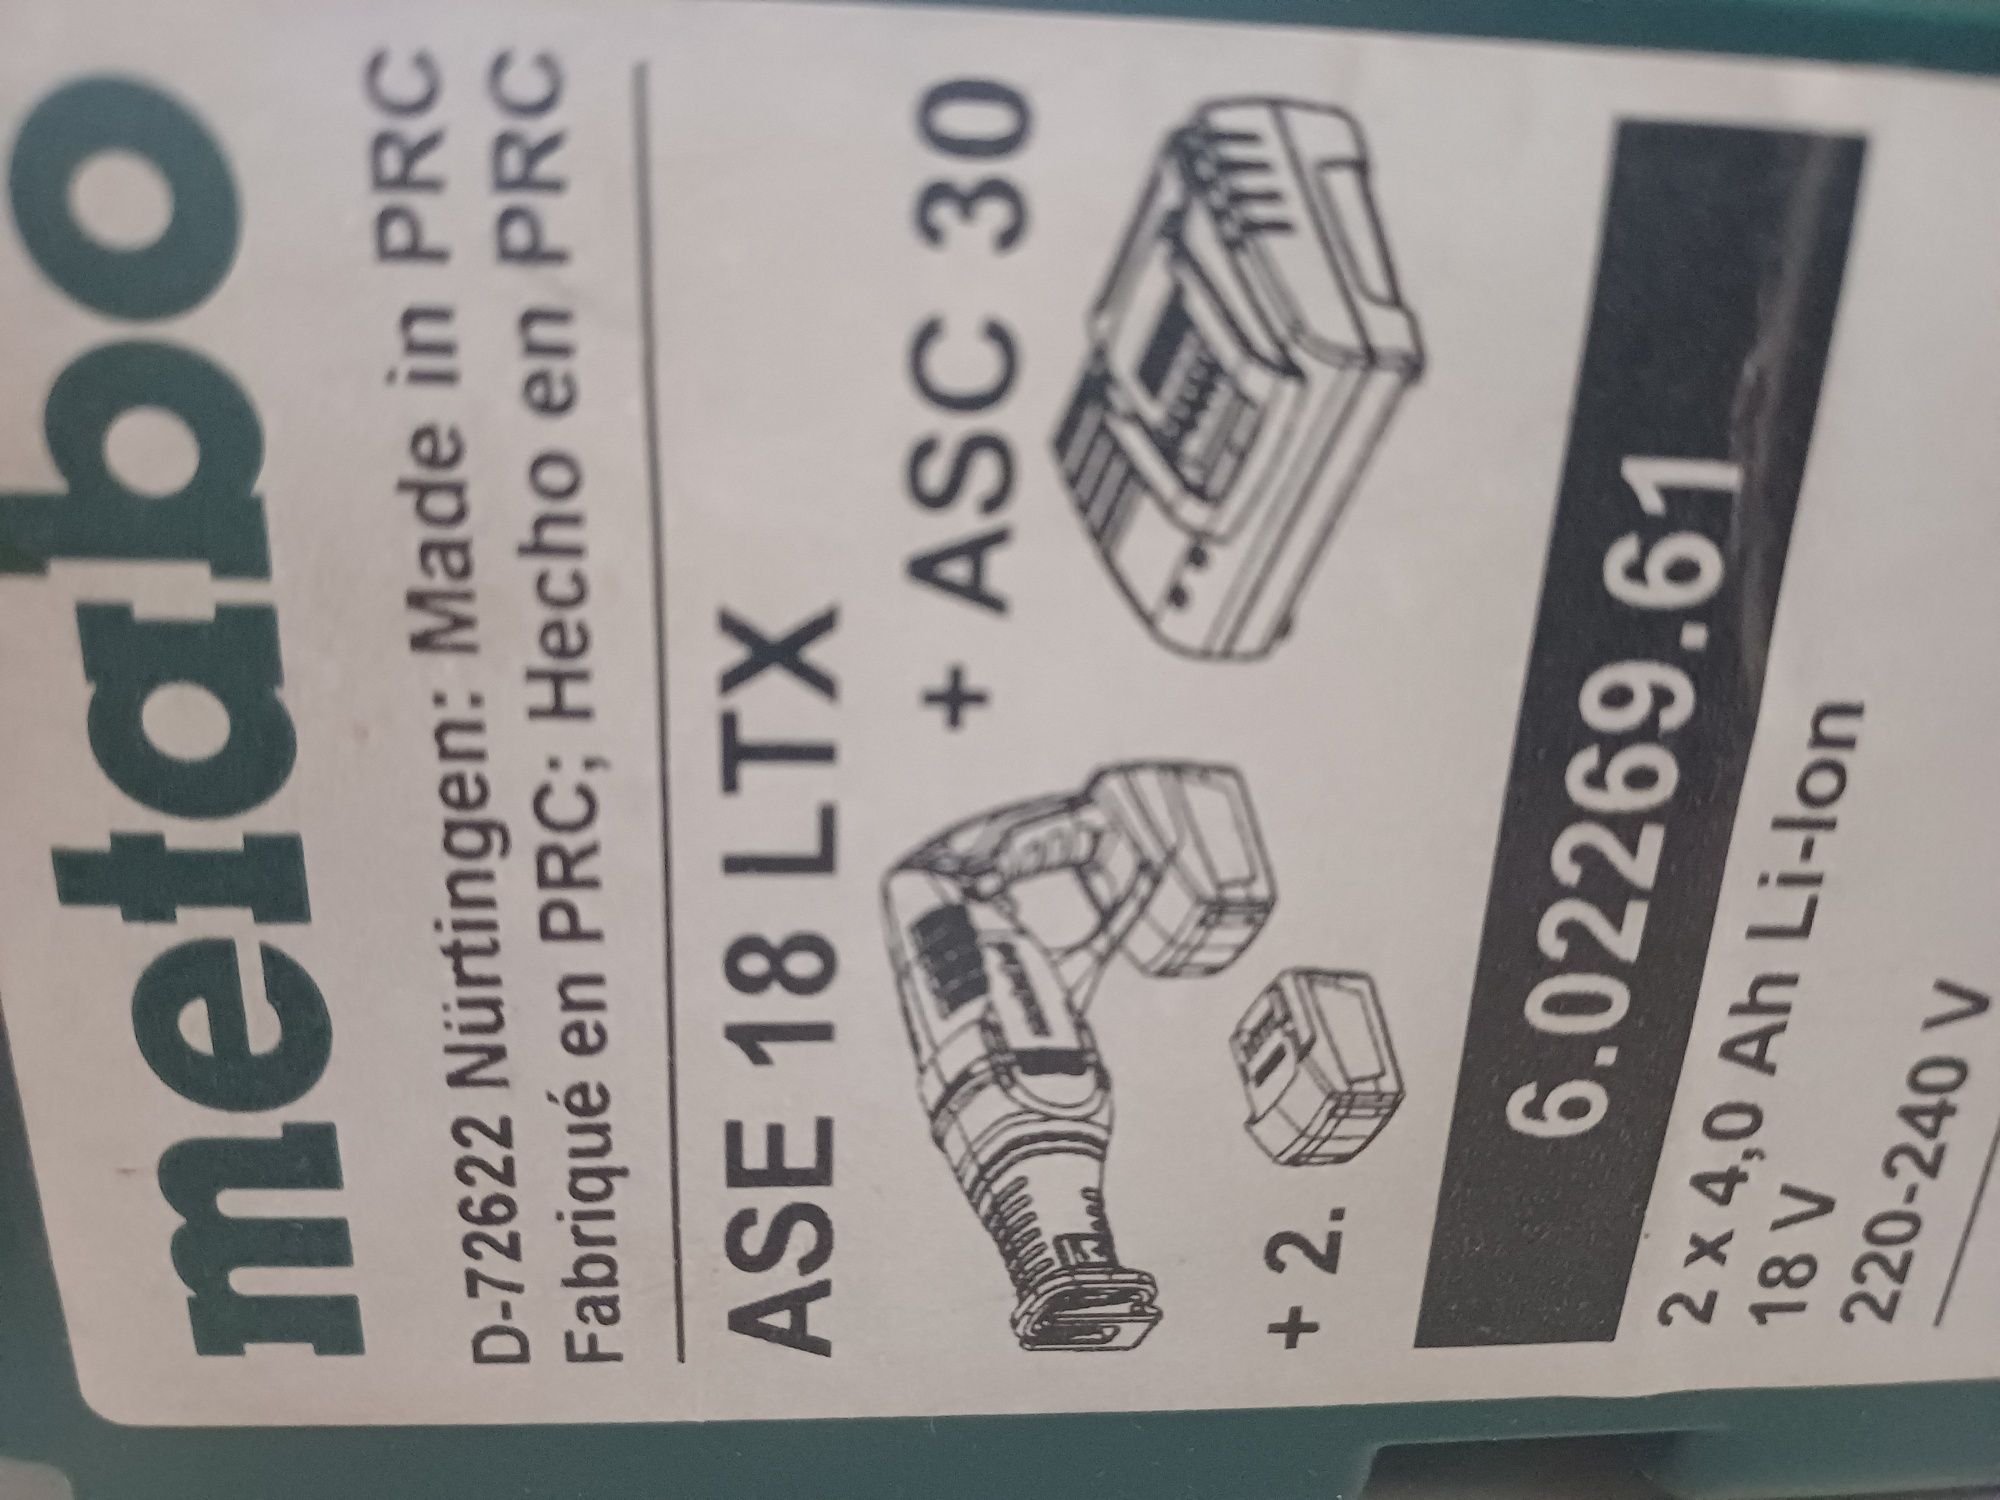 metabo
D-72622 Nürtingen: Made in PRC
Fabriqué en PRC; Hecho en PRC
ASE 18 LTX
+ ASC 30
+ 2.
6.02269.61
2 x 4,0 Ah Li-Ion
18 V
220-240 V